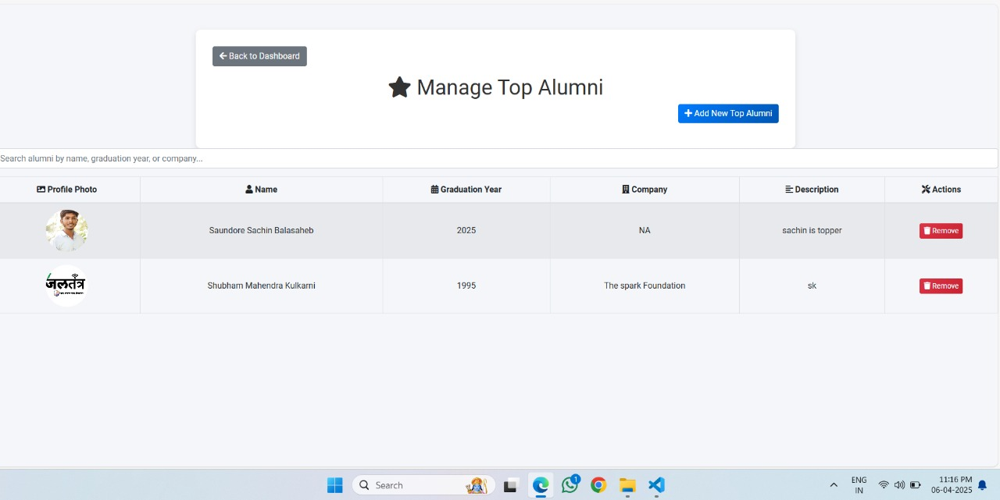 Back to Dashboard
Manage Top Alumni
Add New Top Alumni
Search alumni by name, graduation year, or company...
Profile Photo Name Graduation Year Company Description Actions
Saundore Sachin Balasaheb 2025 NA sachin is topper Remove
जलतंत्र
Shubham Mahendra Kulkarni 1995 The spark Foundation sk Remove
Search
1
ENG
IN
11:16 PM
06-04-2025